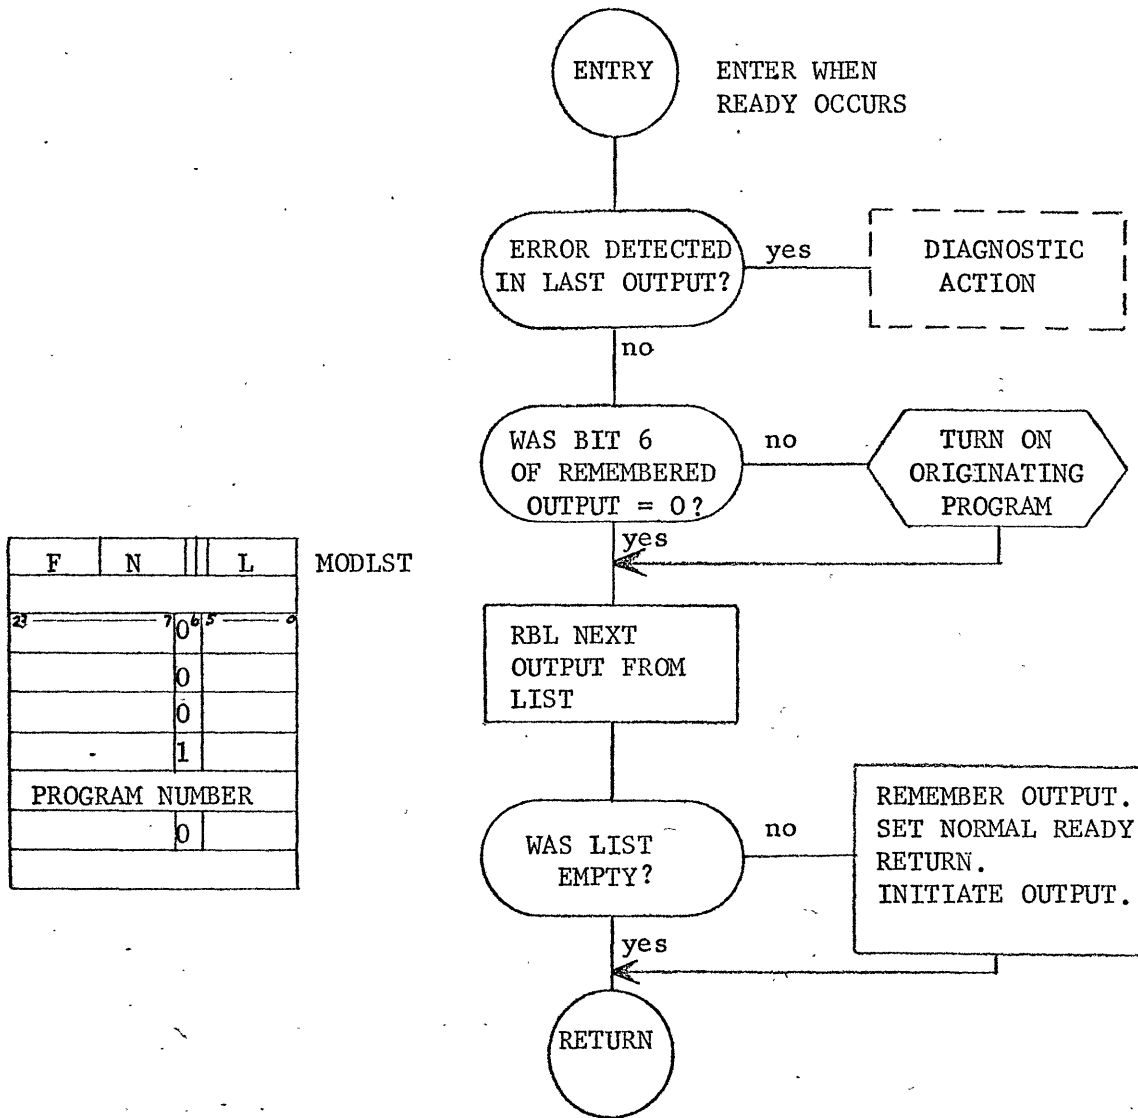 ENTRY
ENTER WHEN
READY OCCURS
ERROR DETECTED
IN LAST OUTPUT?
yes
DIAGNOSTIC
ACTION
no
WAS BIT 6
OF REMEMBERED
OUTPUT = 0?
no
TURN ON
ORIGINATING
PROGRAM
yes
F N L MODLST
23 7 0 6 5 0
0
0
1
PROGRAM NUMBER
0
RBL NEXT
OUTPUT FROM
LIST
WAS LIST
EMPTY?
no
REMEMBER OUTPUT.
SET NORMAL READY
RETURN.
INITIATE OUTPUT.
yes
RETURN